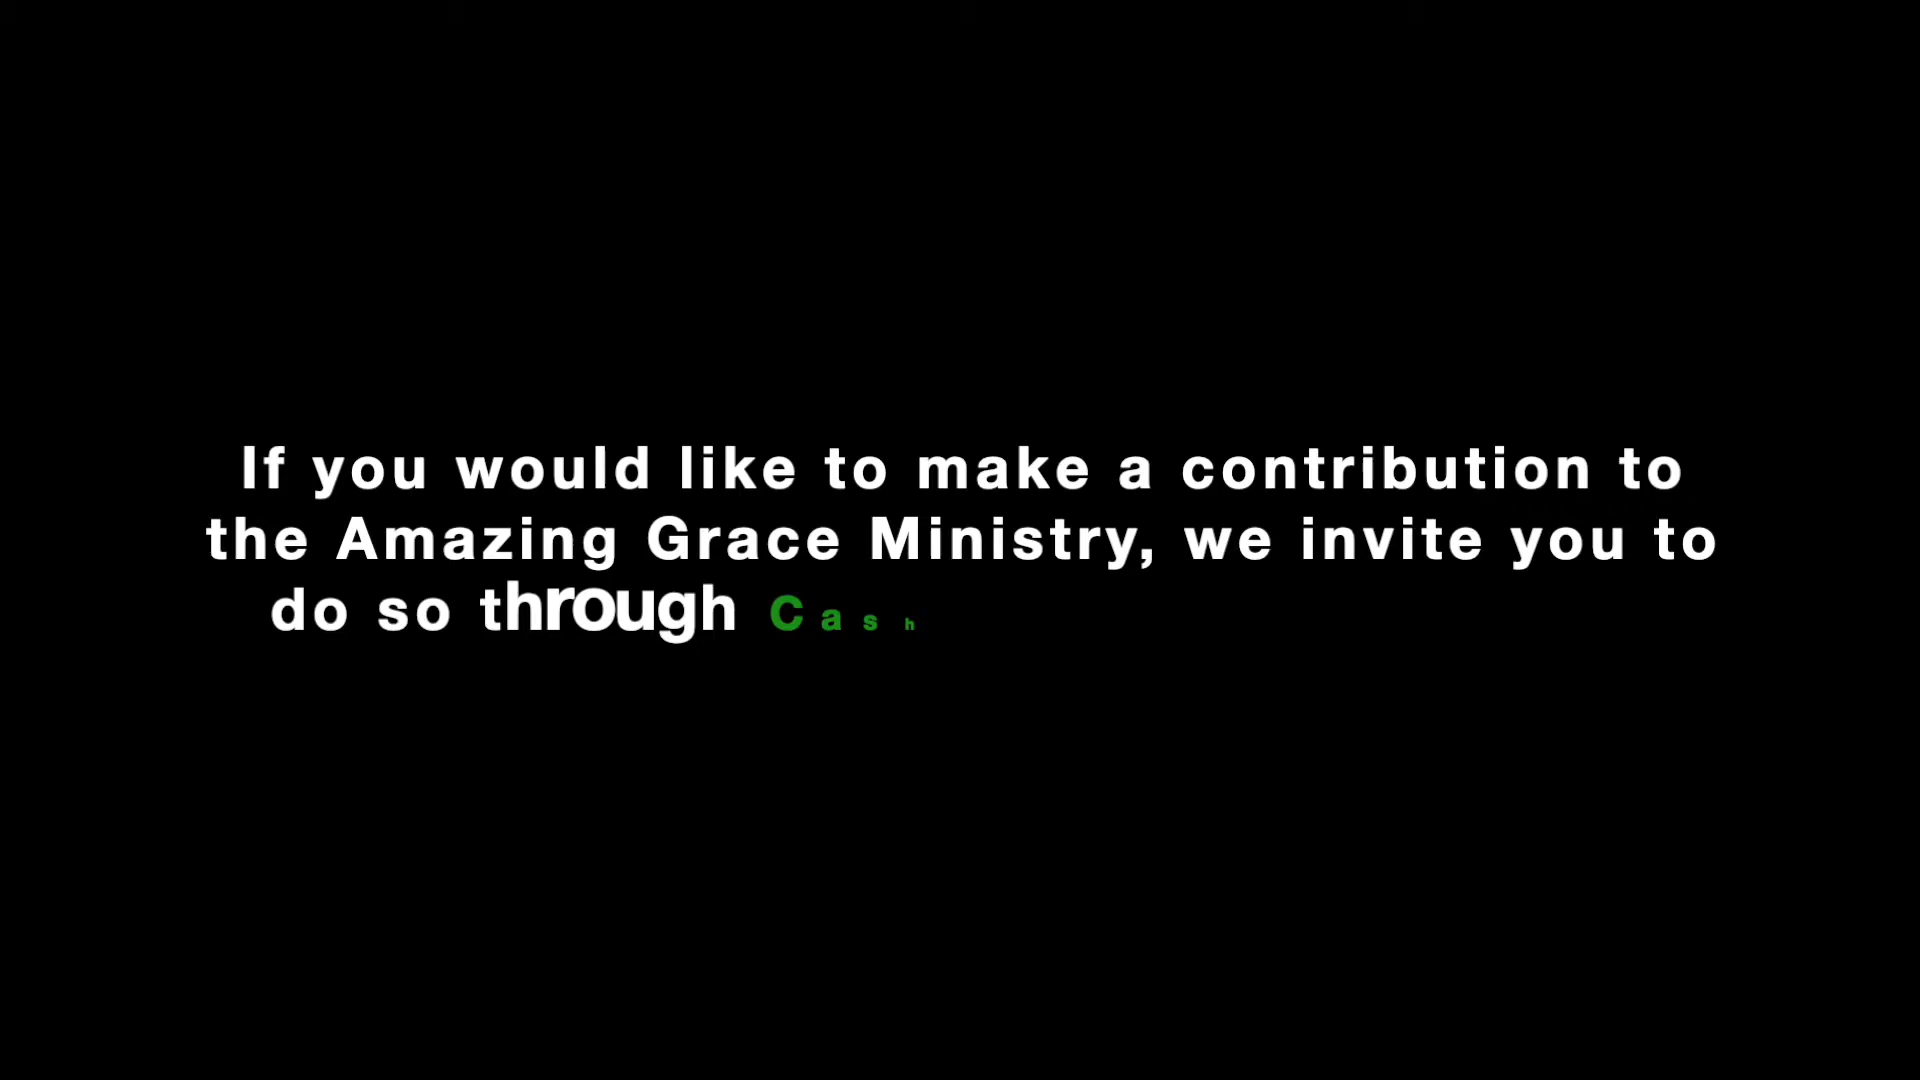 If you would like to make a contribution to
the Amazing Grace Ministry, we invite you to
do so through Cash